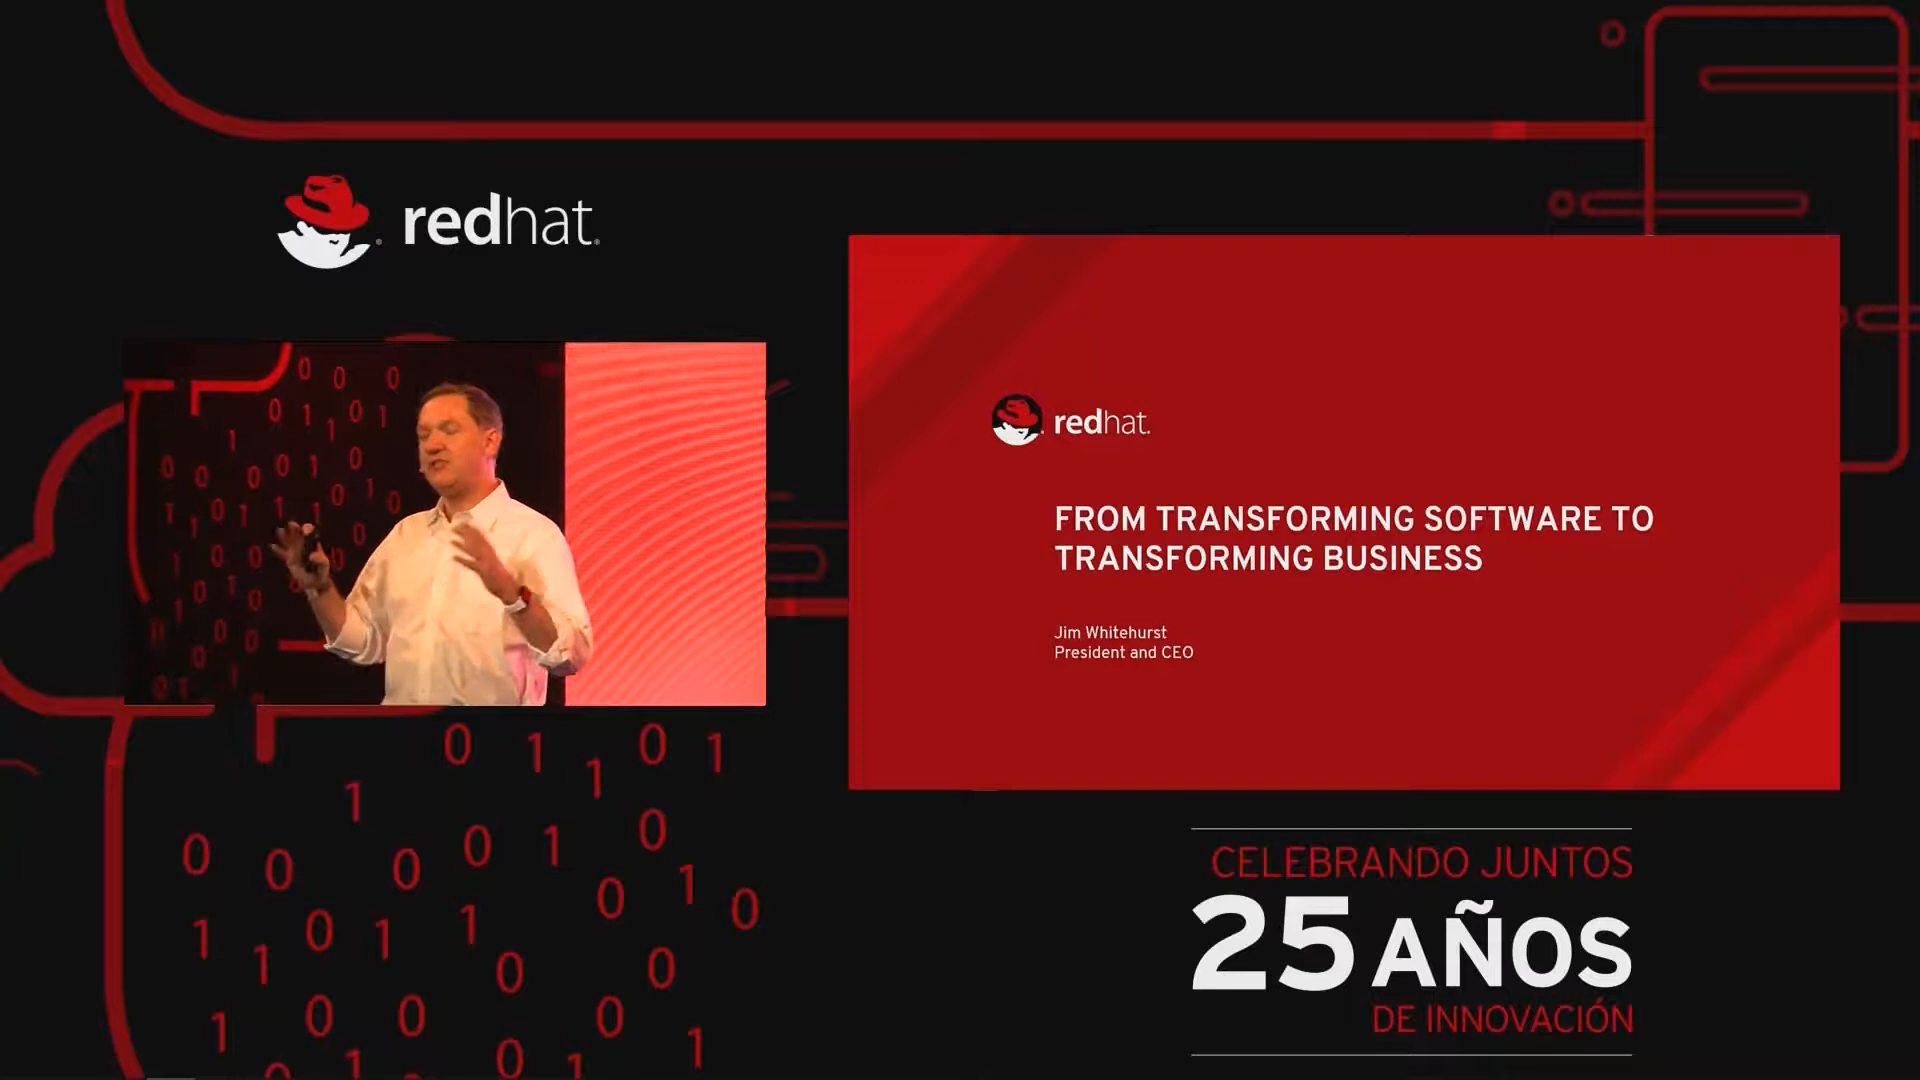 redhat.
redhat.
FROM TRANSFORMING SOFTWARE TO
TRANSFORMING BUSINESS
Jim Whitehurst
President and CEO
CELEBRANDO JUNTOS
25 AÑOS
DE INNOVACIÓN